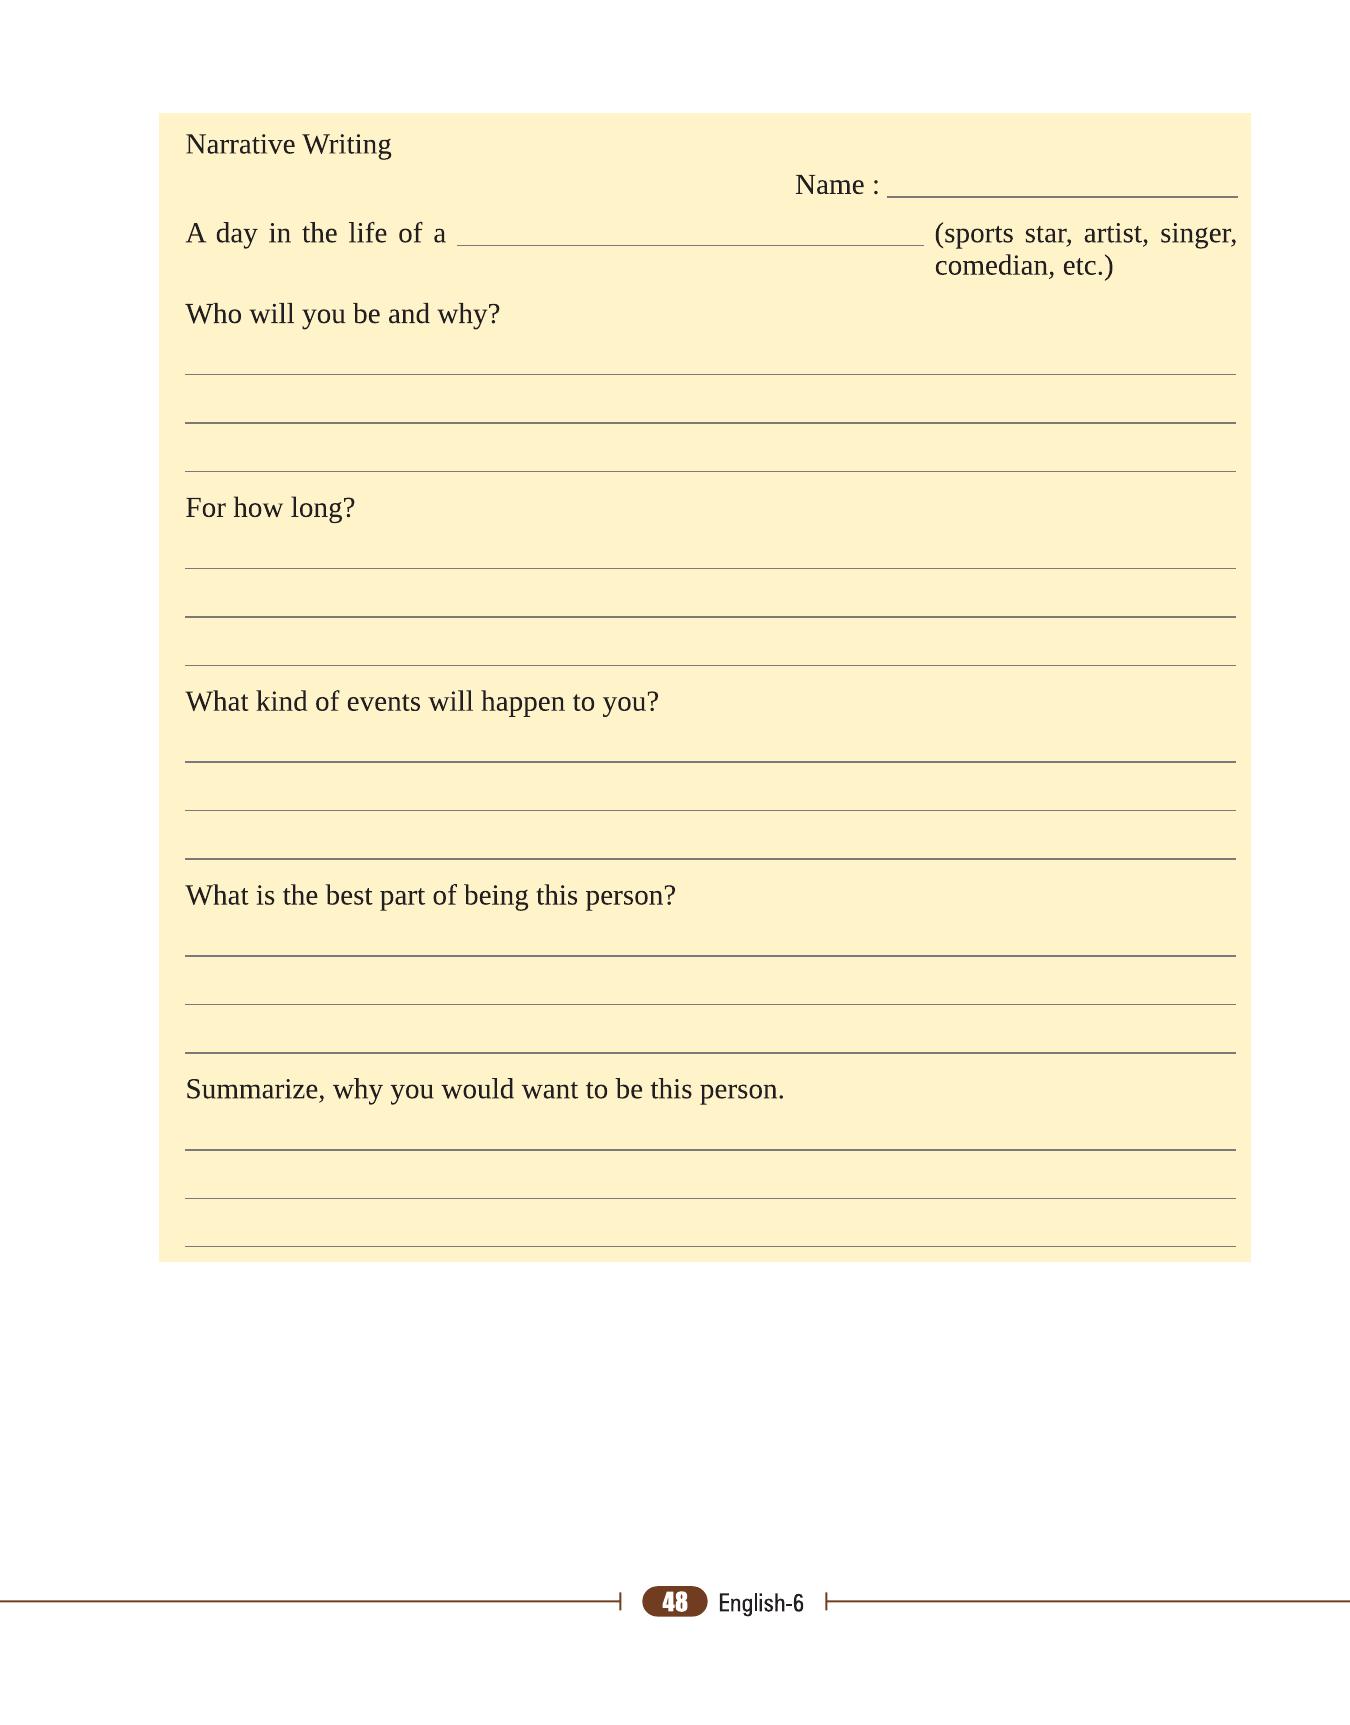 Narrative Writing
Name :
A day in the life of a (sports star, artist, singer,
comedian, etc.)
Who will you be and why?
For how long?
What kind of events will happen to you?
What is the best part of being this person?
Summarize, why you would want to be this person.
48 English-6